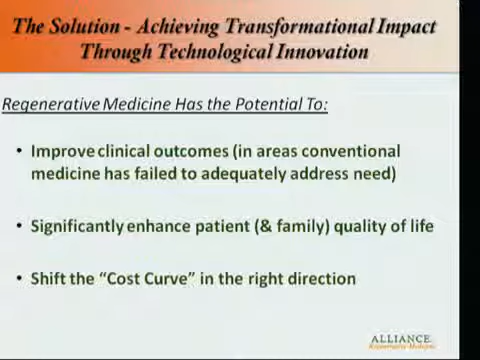 The Solution - Achieving Transformational Impact
Through Technological Innovation
Regenerative Medicine Has the Potential To:
• Improve clinical outcomes (in areas conventional
medicine has failed to adequately address need)
• Significantly enhance patient (& family) quality of life
• Shift the “Cost Curve” in the right direction
ALLIANCE
Regenerative Medicine